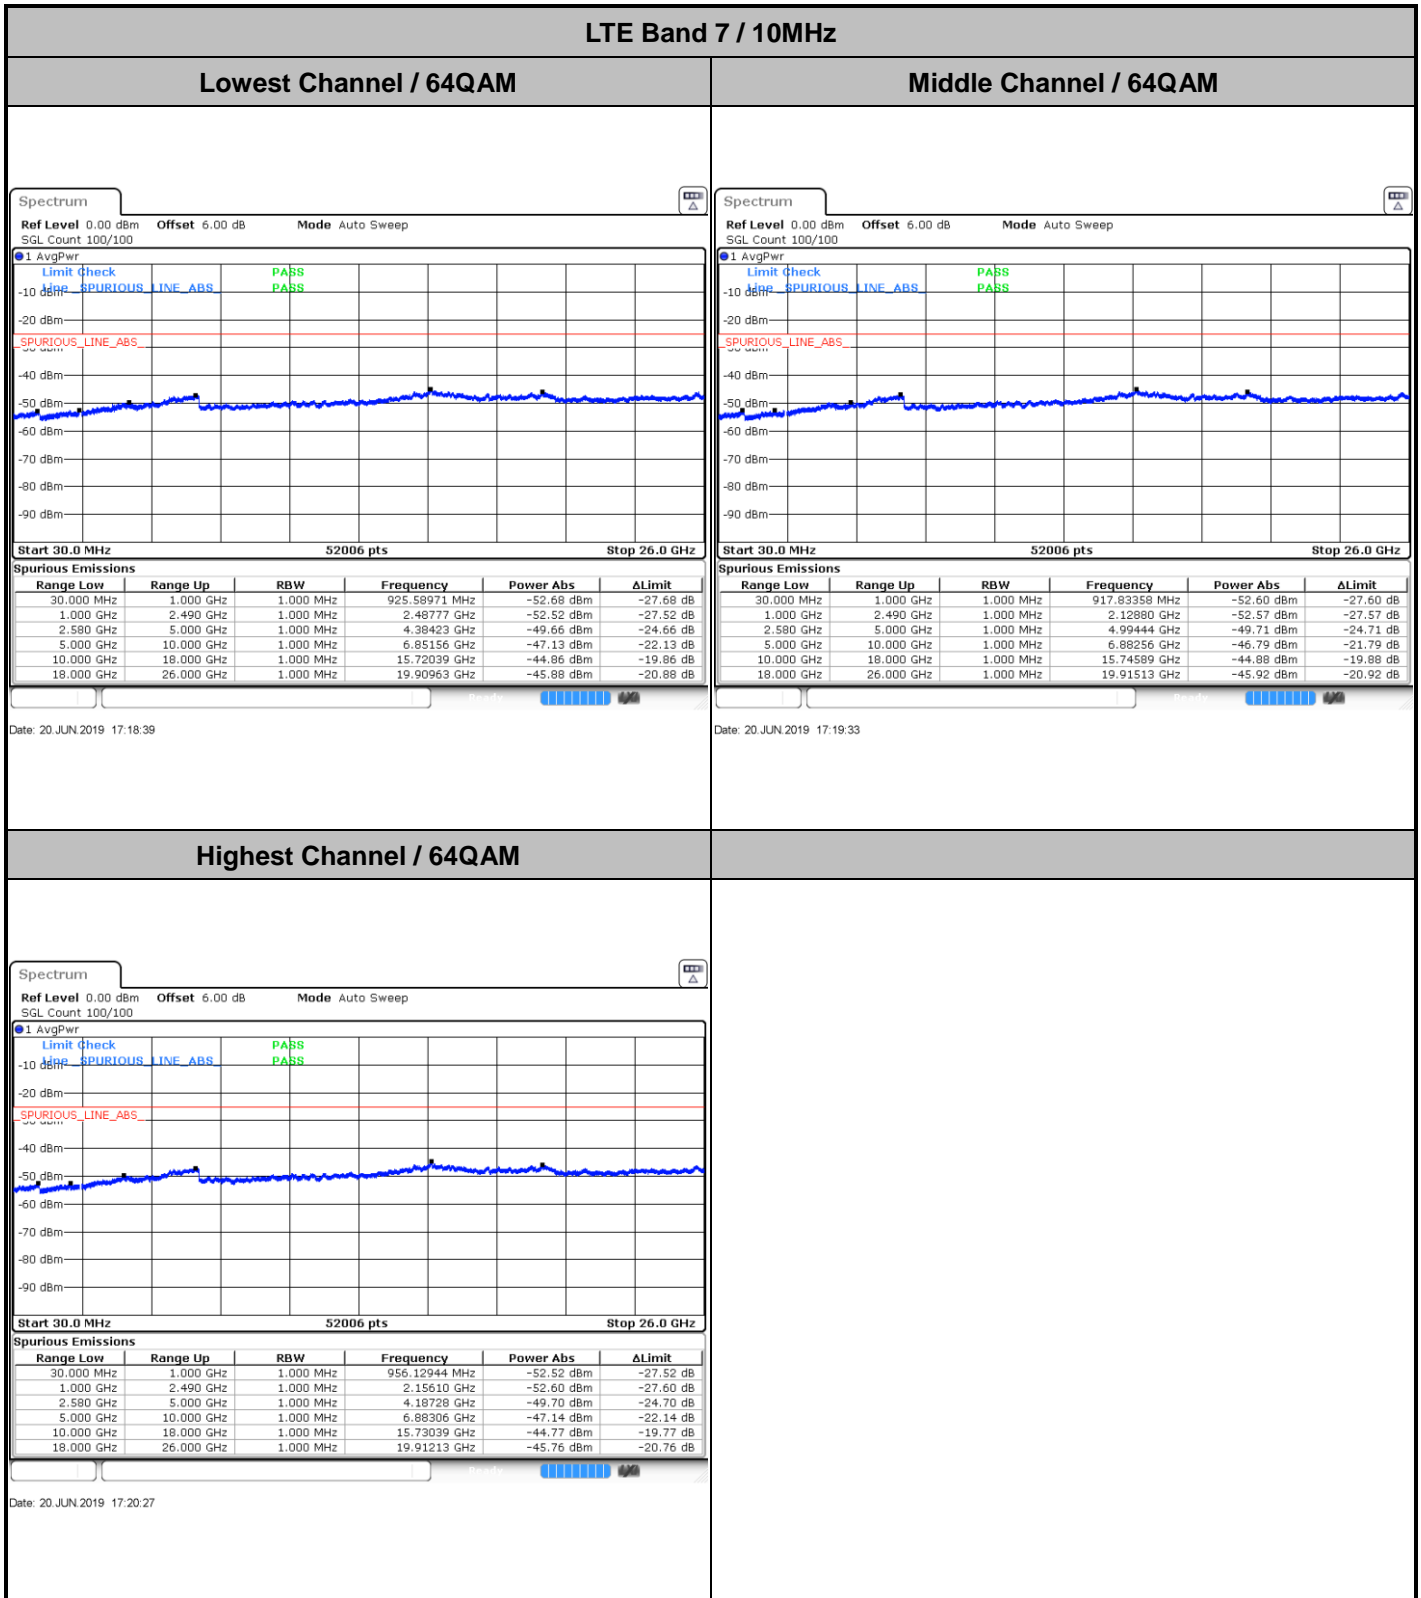 LTE Band 7 / 10MHz
Lowest Channel / 64QAM
Middle Channel / 64QAM
Spectrum
Ref Level 0.00 dBm Offset 6.00 dB Mode Auto Sweep
SGL Count 100/100
1 AvgPwr
Limit Check PASS
Line _SPURIOUS_LINE_ABS_ PASS
-10 dBm
-20 dBm
_SPURIOUS_LINE_ABS_
-40 dBm
-50 dBm
-60 dBm
-70 dBm
-80 dBm
-90 dBm
Start 30.0 MHz 52006 pts Stop 26.0 GHz
Spurious Emissions
Range Low Range Up RBW Frequency Power Abs ΔLimit
30.000 MHz 1.000 GHz 1.000 MHz 925.58971 MHz -52.68 dBm -27.68 dB
1.000 GHz 2.490 GHz 1.000 MHz 2.48777 GHz -52.52 dBm -27.52 dB
2.580 GHz 5.000 GHz 1.000 MHz 4.38423 GHz -49.66 dBm -24.66 dB
5.000 GHz 10.000 GHz 1.000 MHz 6.85156 GHz -47.13 dBm -22.13 dB
10.000 GHz 18.000 GHz 1.000 MHz 15.72039 GHz -44.86 dBm -19.86 dB
18.000 GHz 26.000 GHz 1.000 MHz 19.90963 GHz -45.88 dBm -20.88 dB
Date: 20.JUN.2019 17:18:39
Spectrum
Ref Level 0.00 dBm Offset 6.00 dB Mode Auto Sweep
SGL Count 100/100
1 AvgPwr
Limit Check PASS
Line _SPURIOUS_LINE_ABS_ PASS
-10 dBm
-20 dBm
_SPURIOUS_LINE_ABS_
-40 dBm
-50 dBm
-60 dBm
-70 dBm
-80 dBm
-90 dBm
Start 30.0 MHz 52006 pts Stop 26.0 GHz
Spurious Emissions
Range Low Range Up RBW Frequency Power Abs ΔLimit
30.000 MHz 1.000 GHz 1.000 MHz 917.83358 MHz -52.60 dBm -27.60 dB
1.000 GHz 2.490 GHz 1.000 MHz 2.12880 GHz -52.57 dBm -27.57 dB
2.580 GHz 5.000 GHz 1.000 MHz 4.99444 GHz -49.71 dBm -24.71 dB
5.000 GHz 10.000 GHz 1.000 MHz 6.88256 GHz -46.79 dBm -21.79 dB
10.000 GHz 18.000 GHz 1.000 MHz 15.74589 GHz -44.88 dBm -19.88 dB
18.000 GHz 26.000 GHz 1.000 MHz 19.91513 GHz -45.92 dBm -20.92 dB
Date: 20.JUN.2019 17:19:33
Highest Channel / 64QAM
Spectrum
Ref Level 0.00 dBm Offset 6.00 dB Mode Auto Sweep
SGL Count 100/100
1 AvgPwr
Limit Check PASS
Line _SPURIOUS_LINE_ABS_ PASS
-10 dBm
-20 dBm
_SPURIOUS_LINE_ABS_
-40 dBm
-50 dBm
-60 dBm
-70 dBm
-80 dBm
-90 dBm
Start 30.0 MHz 52006 pts Stop 26.0 GHz
Spurious Emissions
Range Low Range Up RBW Frequency Power Abs ΔLimit
30.000 MHz 1.000 GHz 1.000 MHz 956.12944 MHz -52.52 dBm -27.52 dB
1.000 GHz 2.490 GHz 1.000 MHz 2.15610 GHz -52.60 dBm -27.60 dB
2.580 GHz 5.000 GHz 1.000 MHz 4.18728 GHz -49.70 dBm -24.70 dB
5.000 GHz 10.000 GHz 1.000 MHz 6.88306 GHz -47.14 dBm -22.14 dB
10.000 GHz 18.000 GHz 1.000 MHz 15.73039 GHz -44.77 dBm -19.77 dB
18.000 GHz 26.000 GHz 1.000 MHz 19.91213 GHz -45.76 dBm -20.76 dB
Date: 20.JUN.2019 17:20:27